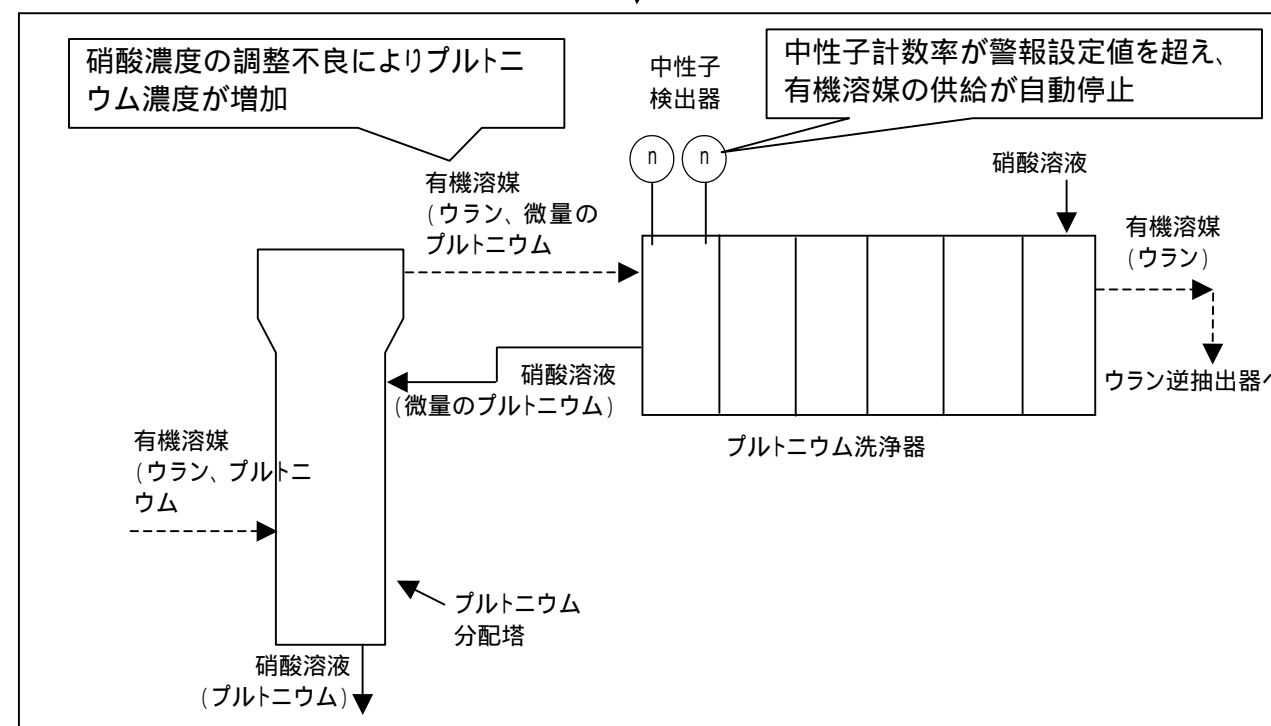 硝酸濃度の調整不良によりプルトニ
ウム濃度が増加
中性子
検出器
中性子計数率が警報設定値を超え、
有機溶媒の供給が自動停止
n
n
硝酸溶液
有機溶媒
(ウラン、微量の
プルトニウム
有機溶媒
(ウラン)
硝酸溶液
(微量のプルトニウム)
ウラン逆抽出器へ
プルトニウム洗浄器
有機溶媒
(ウラン、プルトニ
ウム
プルトニウム
分配塔
硝酸溶液
(プルトニウム)